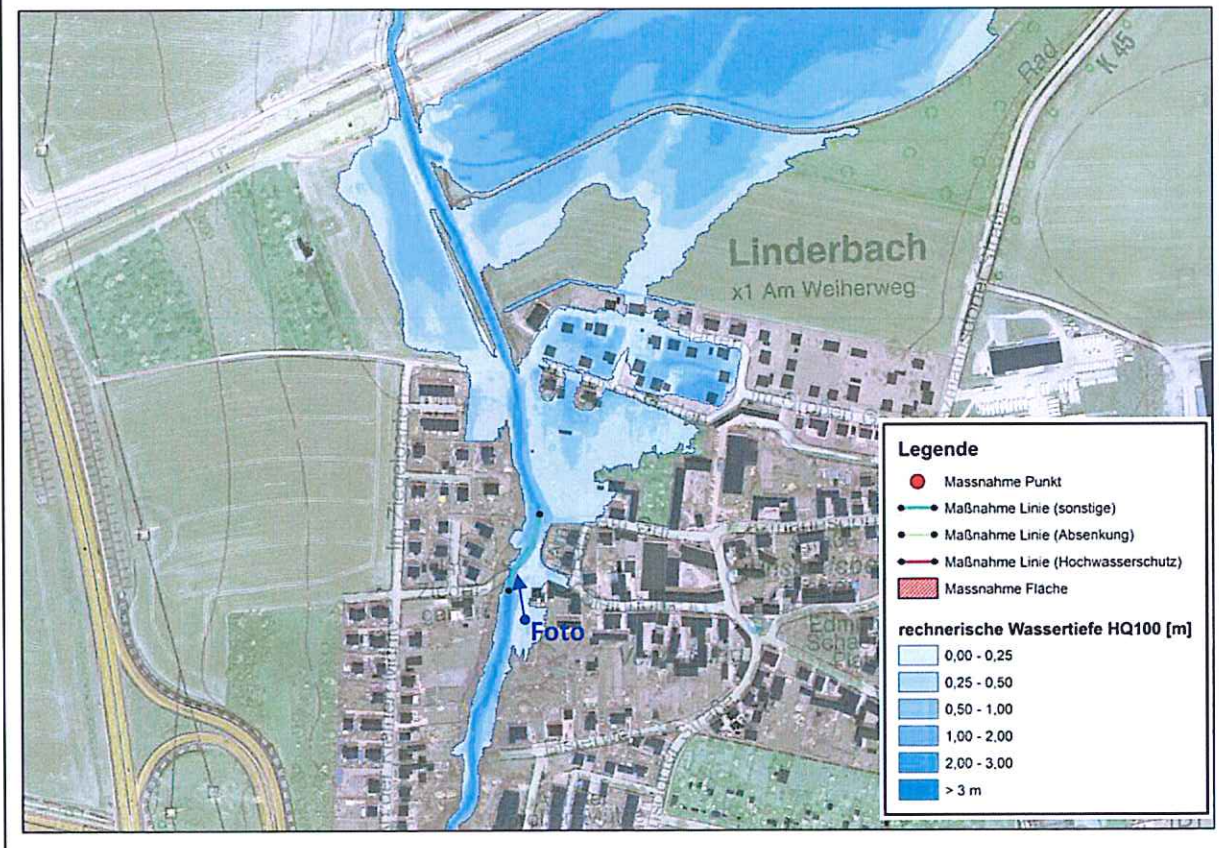 Rad
K 45
Linderbach
x1 Am Weiherweg
Foto
Legende
Massnahme Punkt
Maßnahme Linie (sonstige)
Maßnahme Linie (Absenkung)
Maßnahme Linie (Hochwasserschutz)
Massnahme Fläche
rechnerische Wassertiefe HQ100 [m]
0,00 - 0,25
0,25 - 0,50
0,50 - 1,00
1,00 - 2,00
2,00 - 3,00
> 3 m